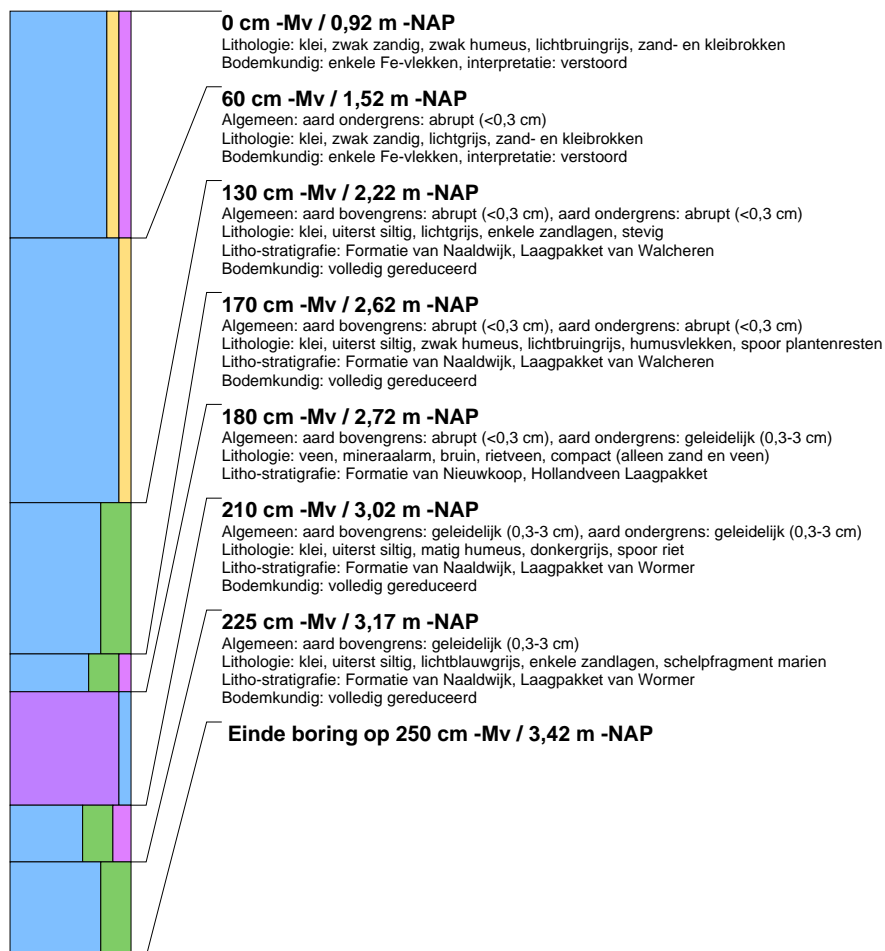 0 cm -Mv / 0,92 m -NAP
Lithologie: klei, zwak zandig, zwak humeus, lichtbruingrijs, zand- en kleibrokken
Bodemkundig: enkele Fe-vlekken, interpretatie: verstoord
60 cm -Mv / 1,52 m -NAP
Algemeen: aard ondergrens: abrupt (<0,3 cm)
Lithologie: klei, zwak zandig, lichtgrijs, zand- en kleibrokken
Bodemkundig: enkele Fe-vlekken, interpretatie: verstoord
130 cm -Mv / 2,22 m -NAP
Algemeen: aard bovengrens: abrupt (<0,3 cm), aard ondergrens: abrupt (<0,3 cm)
Lithologie: klei, uiterst siltig, lichtgrijs, enkele zandlagen, stevig
Litho-stratigrafie: Formatie van Naaldwijk, Laagpakket van Walcheren
Bodemkundig: volledig gereduceerd
170 cm -Mv / 2,62 m -NAP
Algemeen: aard bovengrens: abrupt (<0,3 cm), aard ondergrens: abrupt (<0,3 cm)
Lithologie: klei, uiterst siltig, zwak humeus, lichtbruingrijs, humusvlekken, spoor plantenresten
Litho-stratigrafie: Formatie van Naaldwijk, Laagpakket van Walcheren
Bodemkundig: volledig gereduceerd
180 cm -Mv / 2,72 m -NAP
Algemeen: aard bovengrens: abrupt (<0,3 cm), aard ondergrens: geleidelijk (0,3-3 cm)
Lithologie: veen, mineraalarm, bruin, rietveen, compact (alleen zand en veen)
Litho-stratigrafie: Formatie van Nieuwkoop, Hollandveen Laagpakket
210 cm -Mv / 3,02 m -NAP
Algemeen: aard bovengrens: geleidelijk (0,3-3 cm), aard ondergrens: geleidelijk (0,3-3 cm)
Lithologie: klei, uiterst siltig, matig humeus, donkergrijs, spoor riet
Litho-stratigrafie: Formatie van Naaldwijk, Laagpakket van Wormer
Bodemkundig: volledig gereduceerd
225 cm -Mv / 3,17 m -NAP
Algemeen: aard bovengrens: geleidelijk (0,3-3 cm)
Lithologie: klei, uiterst siltig, lichtblauwgrijs, enkele zandlagen, schelpfragment marien
Litho-stratigrafie: Formatie van Naaldwijk, Laagpakket van Wormer
Bodemkundig: volledig gereduceerd
Einde boring op 250 cm -Mv / 3,42 m -NAP